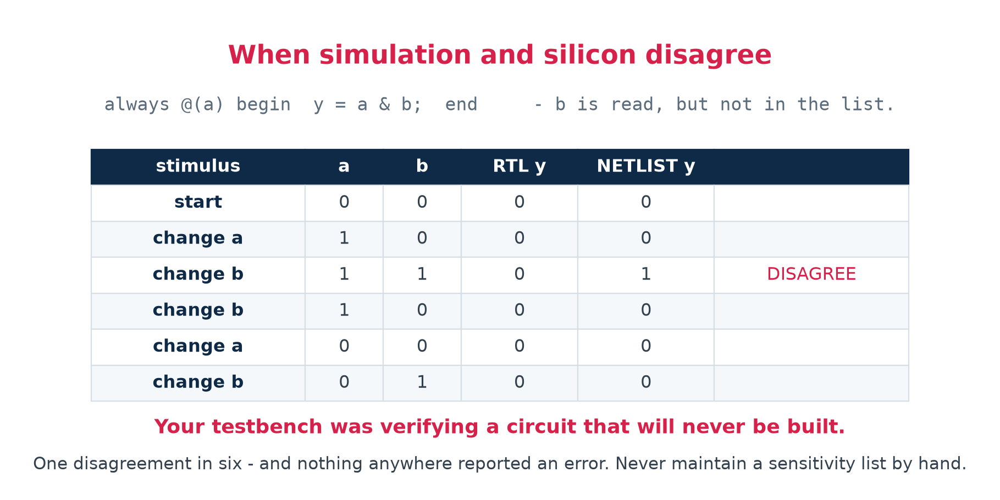 When simulation and silicon disagree
always @(a) begin  y = a & b;  end     - b is read, but not in the list.
stimulus a b RTL y NETLIST y
start 0 0 0 0
change a 1 0 0 0
change b 1 1 0 1 DISAGREE
change b 1 0 0 0
change a 0 0 0 0
change b 0 1 0 0
Your testbench was verifying a circuit that will never be built.
One disagreement in six - and nothing anywhere reported an error. Never maintain a sensitivity list by hand.